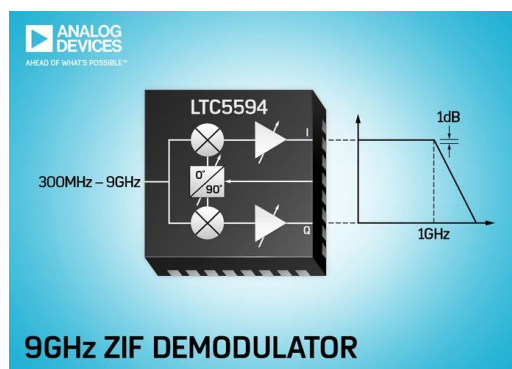 ANALOG
DEVICES
AHEAD OF WHAT'S POSSIBLE™
LTC5594
300MHz – 9GHz
0°
90°
I
Q
1dB
1GHz
9GHz ZIF DEMODULATOR